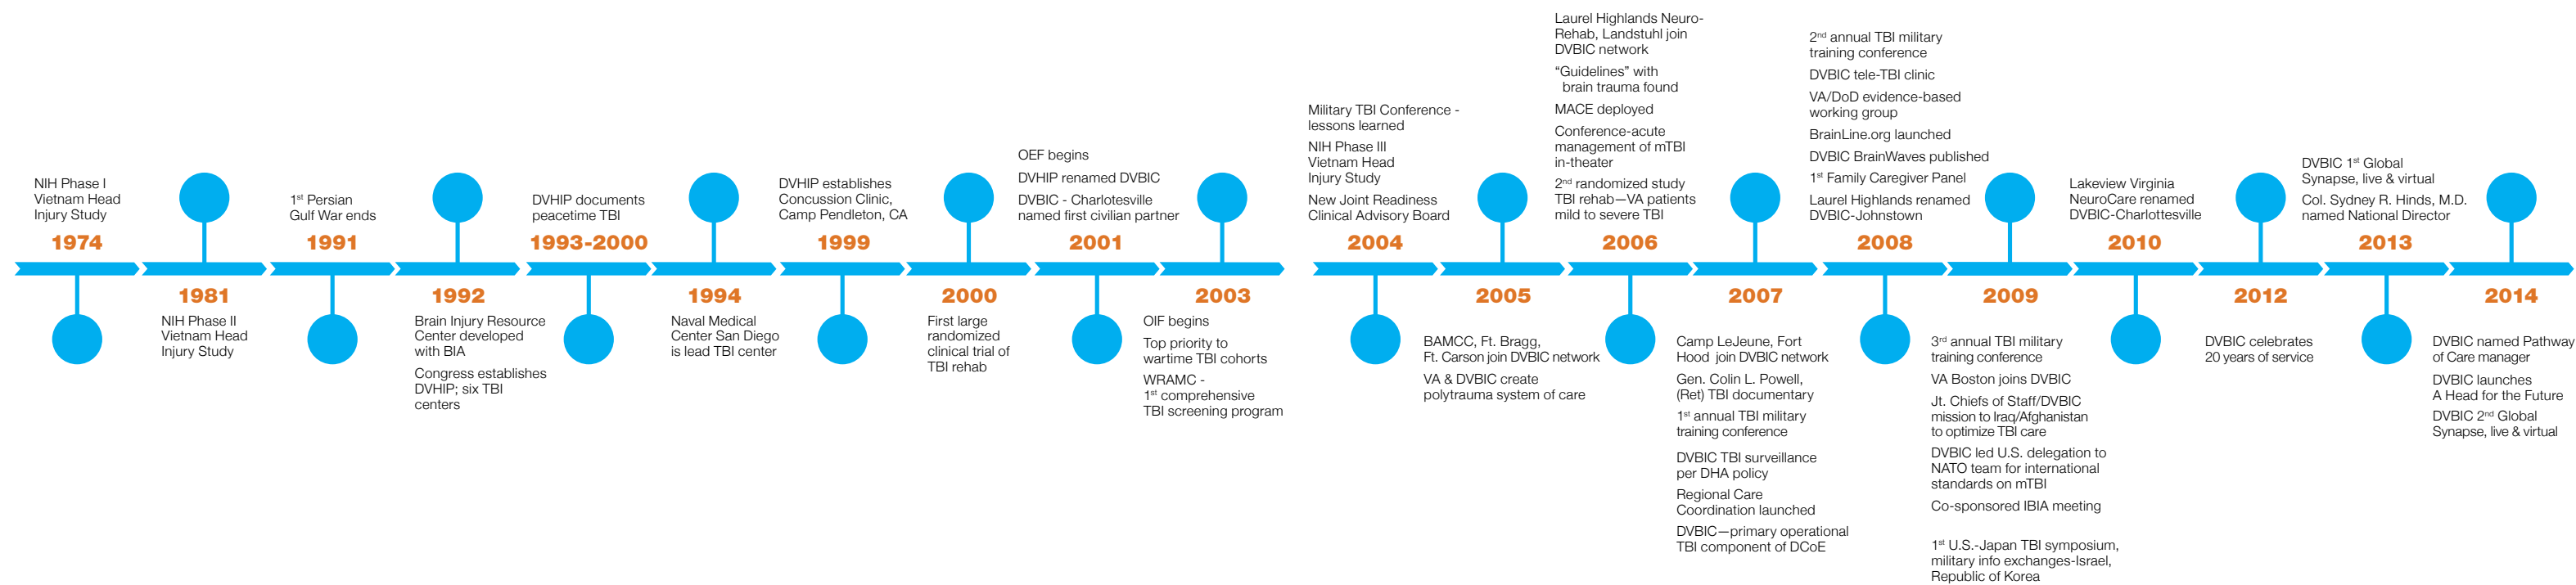 NIH Phase I
Vietnam Head
Injury Study
1974
1981
NIH Phase II
Vietnam Head
Injury Study
1st Persian
Gulf War ends
1991
1992
Brain Injury Resource
Center developed
with BIA
Congress establishes
DVHIP; six TBI
centers
DVHIP documents
peacetime TBI
1993-2000
1994
Naval Medical
Center San Diego
is lead TBI center
DVHIP establishes
Concussion Clinic,
Camp Pendleton, CA
1999
2000
First large
randomized
clinical trial of
TBI rehab
OEF begins
DVHIP renamed DVBIC
DVBIC - Charlotesville
named first civilian partner
2001
2003
OIF begins
Top priority to
wartime TBI cohorts
WRAMC -
1st comprehensive
TBI screening program
Military TBI Conference -
lessons learned
NIH Phase III
Vietnam Head
Injury Study
New Joint Readiness
Clinical Advisory Board
2004
2005
BAMCC, Ft. Bragg,
Ft. Carson join DVBIC network
VA & DVBIC create
polytrauma system of care
Laurel Highlands Neuro-
Rehab, Landstuhl join
DVBIC network
“Guidelines” with
brain trauma found
MACE deployed
Conference-acute
management of mTBI
in-theater
2nd randomized study
TBI rehab—VA patients
mild to severe TBI
2006
2007
Camp LeJeune, Fort
Hood join DVBIC network
Gen. Colin L. Powell,
(Ret) TBI documentary
1st annual TBI military
training conference
DVBIC TBI surveillance
per DHA policy
Regional Care
Coordination launched
DVBIC—primary operational
TBI component of DCoE
2nd annual TBI military
training conference
DVBIC tele-TBI clinic
VA/DoD evidence-based
working group
BrainLine.org launched
DVBIC BrainWaves published
1st Family Caregiver Panel
Laurel Highlands renamed
DVBIC-Johnstown
2008
2009
3rd annual TBI military
training conference
VA Boston joins DVBIC
Jt. Chiefs of Staff/DVBIC
mission to Iraq/Afghanistan
to optimize TBI care
DVBIC led U.S. delegation to
NATO team for international
standards on mTBI
Co-sponsored IBIA meeting
1st U.S.-Japan TBI symposium,
military info exchanges-Israel,
Republic of Korea
Lakeview Virginia
NeuroCare renamed
DVBIC-Charlottesville
2010
2012
DVBIC celebrates
20 years of service
DVBIC 1st Global
Synapse, live & virtual
Col. Sydney R. Hinds, M.D.
named National Director
2013
2014
DVBIC named Pathway
of Care manager
DVBIC launches
A Head for the Future
DVBIC 2nd Global
Synapse, live & virtual